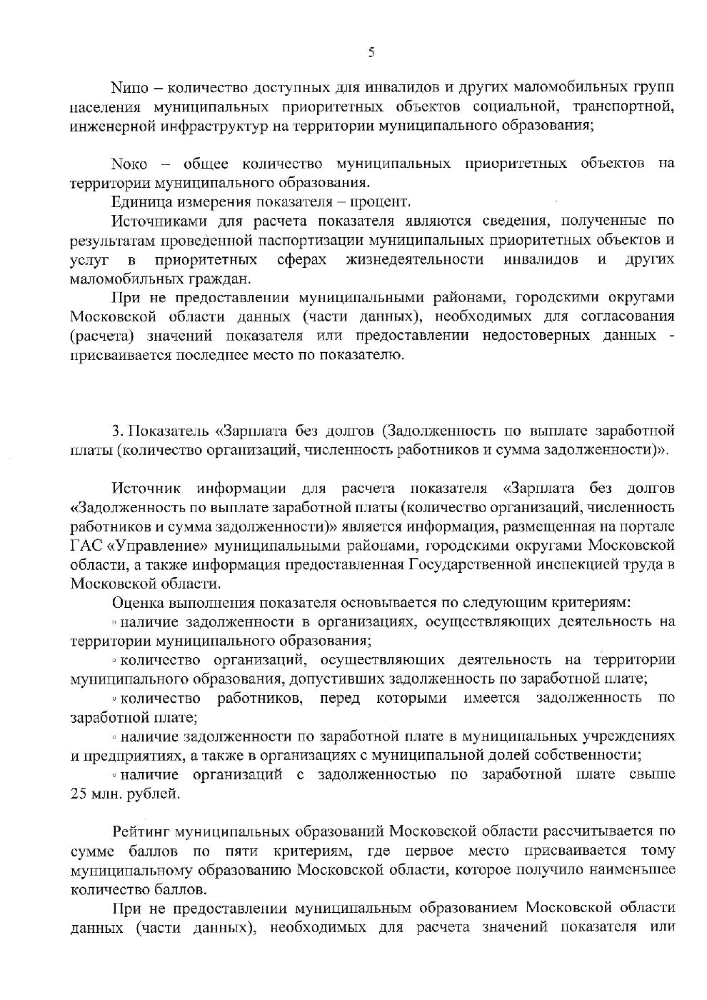 5
Nипо – количество доступных для инвалидов и других маломобильных групп
населения муниципальных приоритетных объектов социальной, транспортной,
инженерной инфраструктур на территории муниципального образования;
Nоко – общее количество муниципальных приоритетных объектов на
территории муниципального образования.
Единица измерения показателя – процент.
Источниками для расчета показателя являются сведения, полученные по
результатам проведенной паспортизации муниципальных приоритетных объектов и
услуг в приоритетных сферах жизнедеятельности инвалидов и других
маломобильных граждан.
При не предоставлении муниципальными районами, городскими округами
Московской области данных (части данных), необходимых для согласования
(расчета) значений показателя или предоставлении недостоверных данных -
присваивается последнее место по показателю.
3. Показатель «Зарплата без долгов (Задолженность по выплате заработной
платы (количество организаций, численность работников и сумма задолженности)».
Источник информации для расчета показателя «Зарплата без долгов
«Задолженность по выплате заработной платы (количество организаций, численность
работников и сумма задолженности)» является информация, размещенная на портале
ГАС «Управление» муниципальными районами, городскими округами Московской
области, а также информация предоставленная Государственной инспекцией труда в
Московской области.
Оценка выполнения показателя основывается по следующим критериям:
▫ наличие задолженности в организациях, осуществляющих деятельность на
территории муниципального образования;
▫ количество организаций, осуществляющих деятельность на территории
муниципального образования, допустивших задолженность по заработной плате;
▫ количество работников, перед которыми имеется задолженность по
заработной плате;
▫ наличие задолженности по заработной плате в муниципальных учреждениях
и предприятиях, а также в организациях с муниципальной долей собственности;
▫ наличие организаций с задолженностью по заработной плате свыше
25 млн. рублей.
Рейтинг муниципальных образований Московской области рассчитывается по
сумме баллов по пяти критериям, где первое место присваивается тому
муниципальному образованию Московской области, которое получило наименьшее
количество баллов.
При не предоставлении муниципальным образованием Московской области
данных (части данных), необходимых для расчета значений показателя или